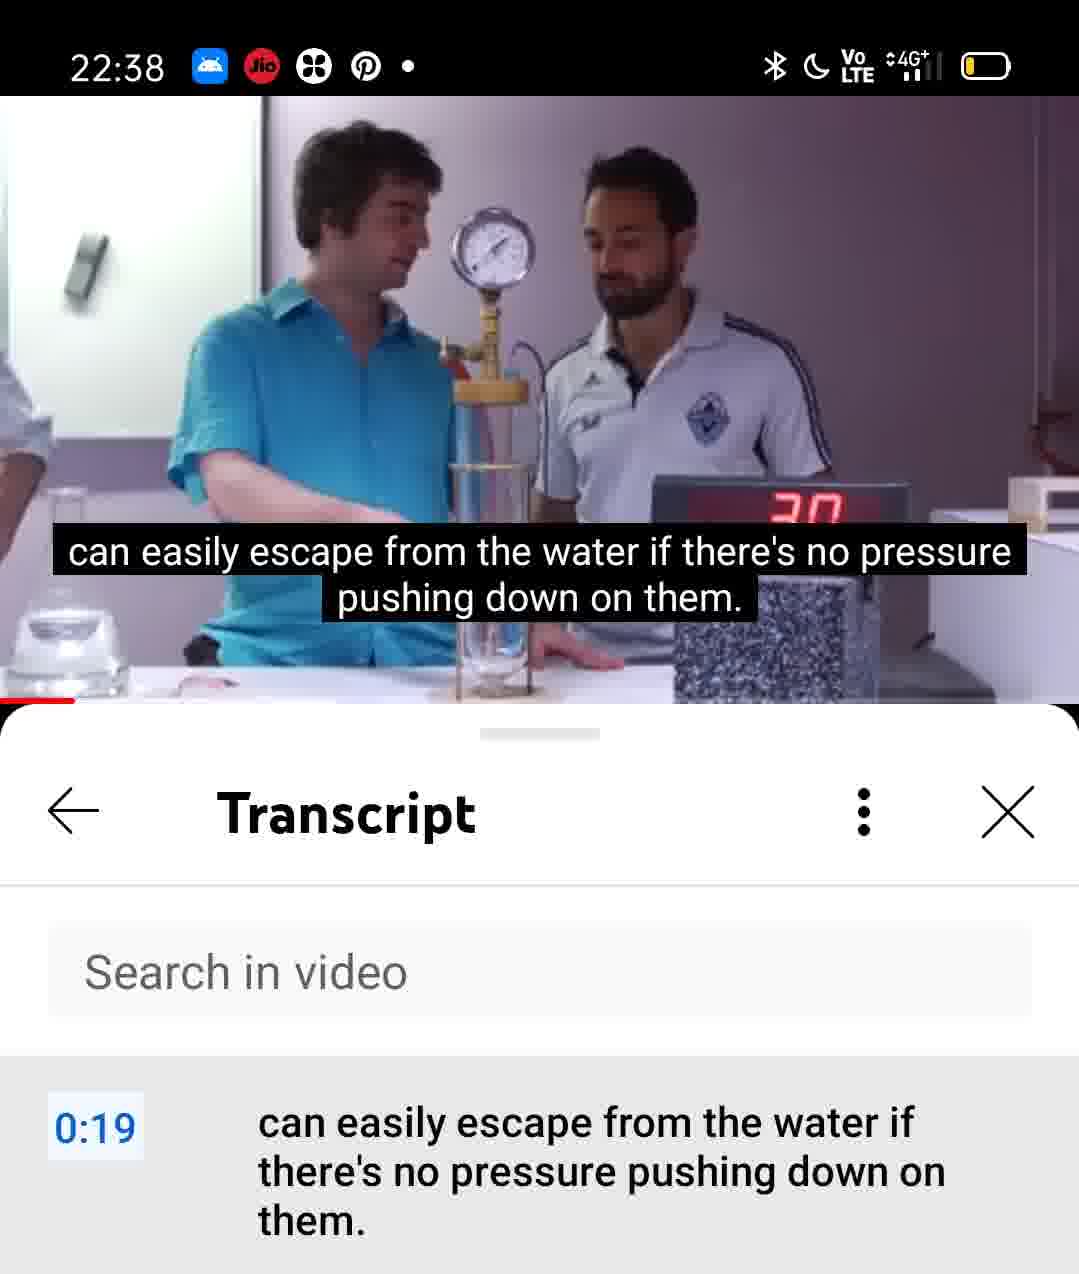 22:38 Jio Vo LTE 4G+
30
can easily escape from the water if there's no pressure
pushing down on them.
Transcript
Search in video
0:19 can easily escape from the water if
there's no pressure pushing down on
them.